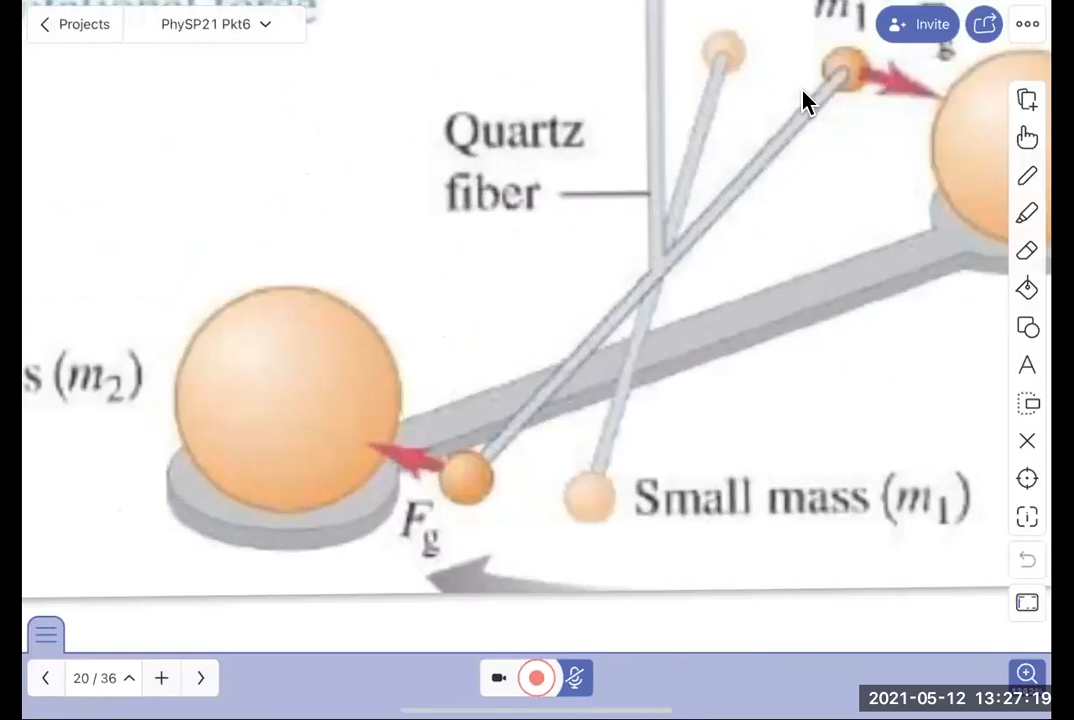 Projects
PhySP21 Pkt6
Invite
m1
g
Quartz
fiber
s (m2)
Small mass (m1)
Fg
20 / 36
2021-05-12 13:27:19